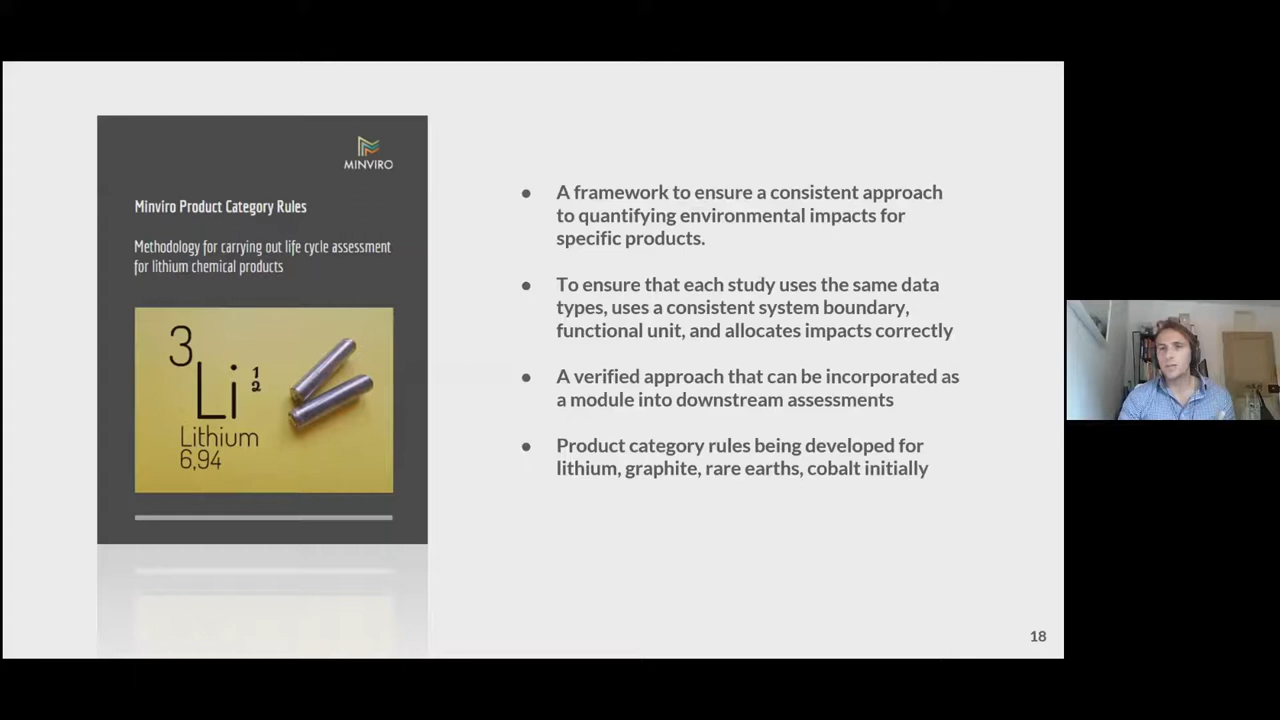 MINVIRO
Minviro Product Category Rules
Methodology for carrying out life cycle assessment
for lithium chemical products
3
Li 1
2
Lithium
6,94
● A framework to ensure a consistent approach
to quantifying environmental impacts for
specific products.
● To ensure that each study uses the same data
types, uses a consistent system boundary,
functional unit, and allocates impacts correctly
● A verified approach that can be incorporated as
a module into downstream assessments
● Product category rules being developed for
lithium, graphite, rare earths, cobalt initially
18